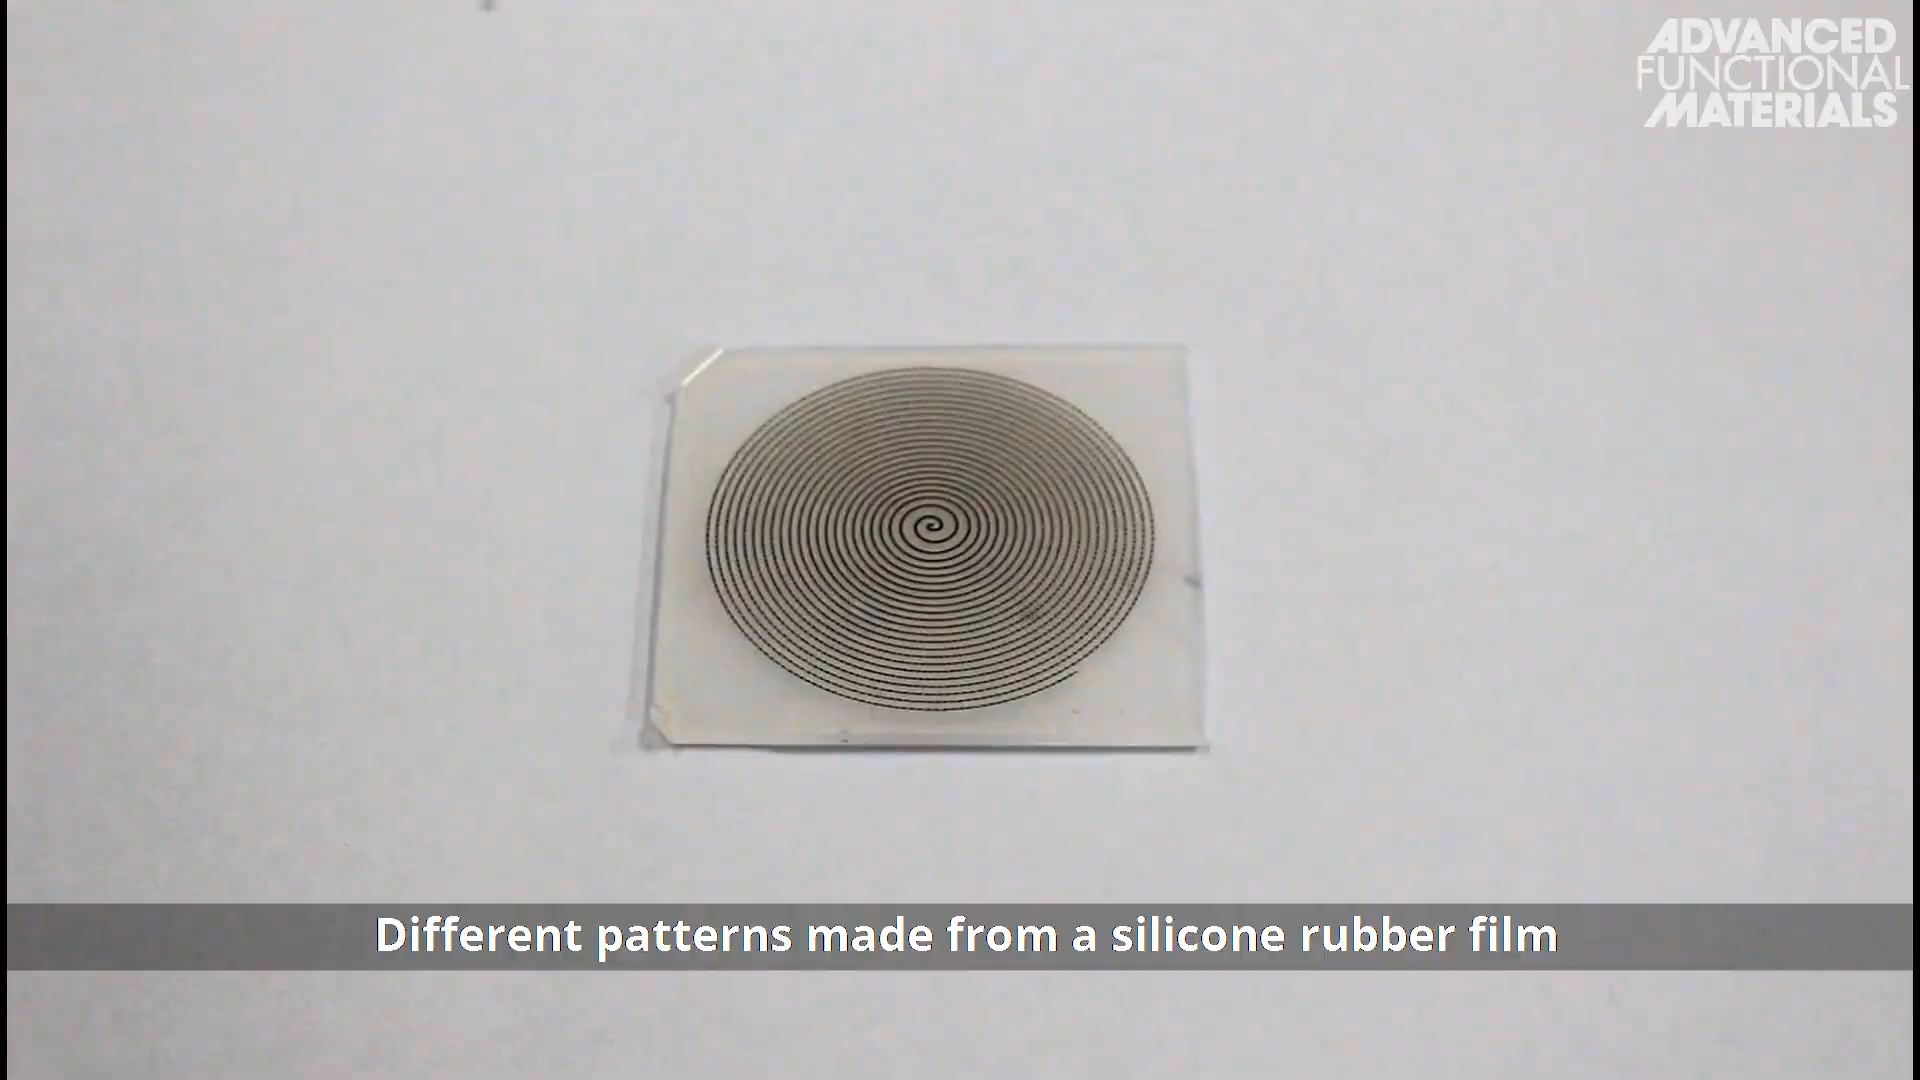 ADVANCED
FUNCTIONAL
MATERIALS
Different patterns made from a silicone rubber film